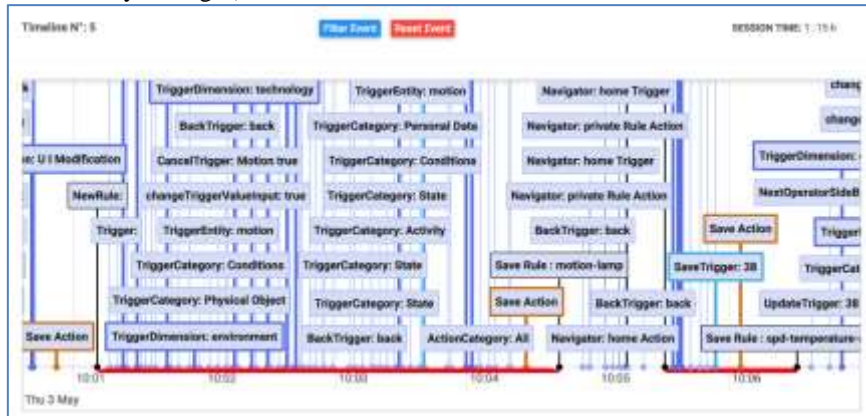 Timeline N°: 5
Filter Event
Reset Event
SESSION TIME: 1:15 h
TriggerDimension: technology
TriggerEntity: motion
Navigator: home Trigger
chang
BackTrigger: back
TriggerCategory: Personal Data
Navigator: private Rule Action
change
e: U I Modification
CancelTrigger: Motion true
TriggerCategory: Conditions
Navigator: home Trigger
TriggerDimension:
NewRule:
changeTriggerValueInput: true
TriggerCategory: State
Navigator: private Rule Action
NextOperatorSideB
Trigger:
TriggerEntity: motion
TriggerCategory: Activity
BackTrigger: back
Save Action
Trigger
TriggerCategory: Conditions
TriggerCategory: State
Save Rule : motion-lamp
SaveTrigger: 38
TriggerCat
TriggerCategory: Physical Object
TriggerCategory: State
Save Action
BackTrigger: back
UpdateTrigger: 38
Save Action
TriggerDimension: environment
BackTrigger: back
ActionCategory: All
Navigator: home Action
Save Rule : spd-temperature-
10:01
10:02
10:03
10:04
10:05
10:06
Thu 3 May